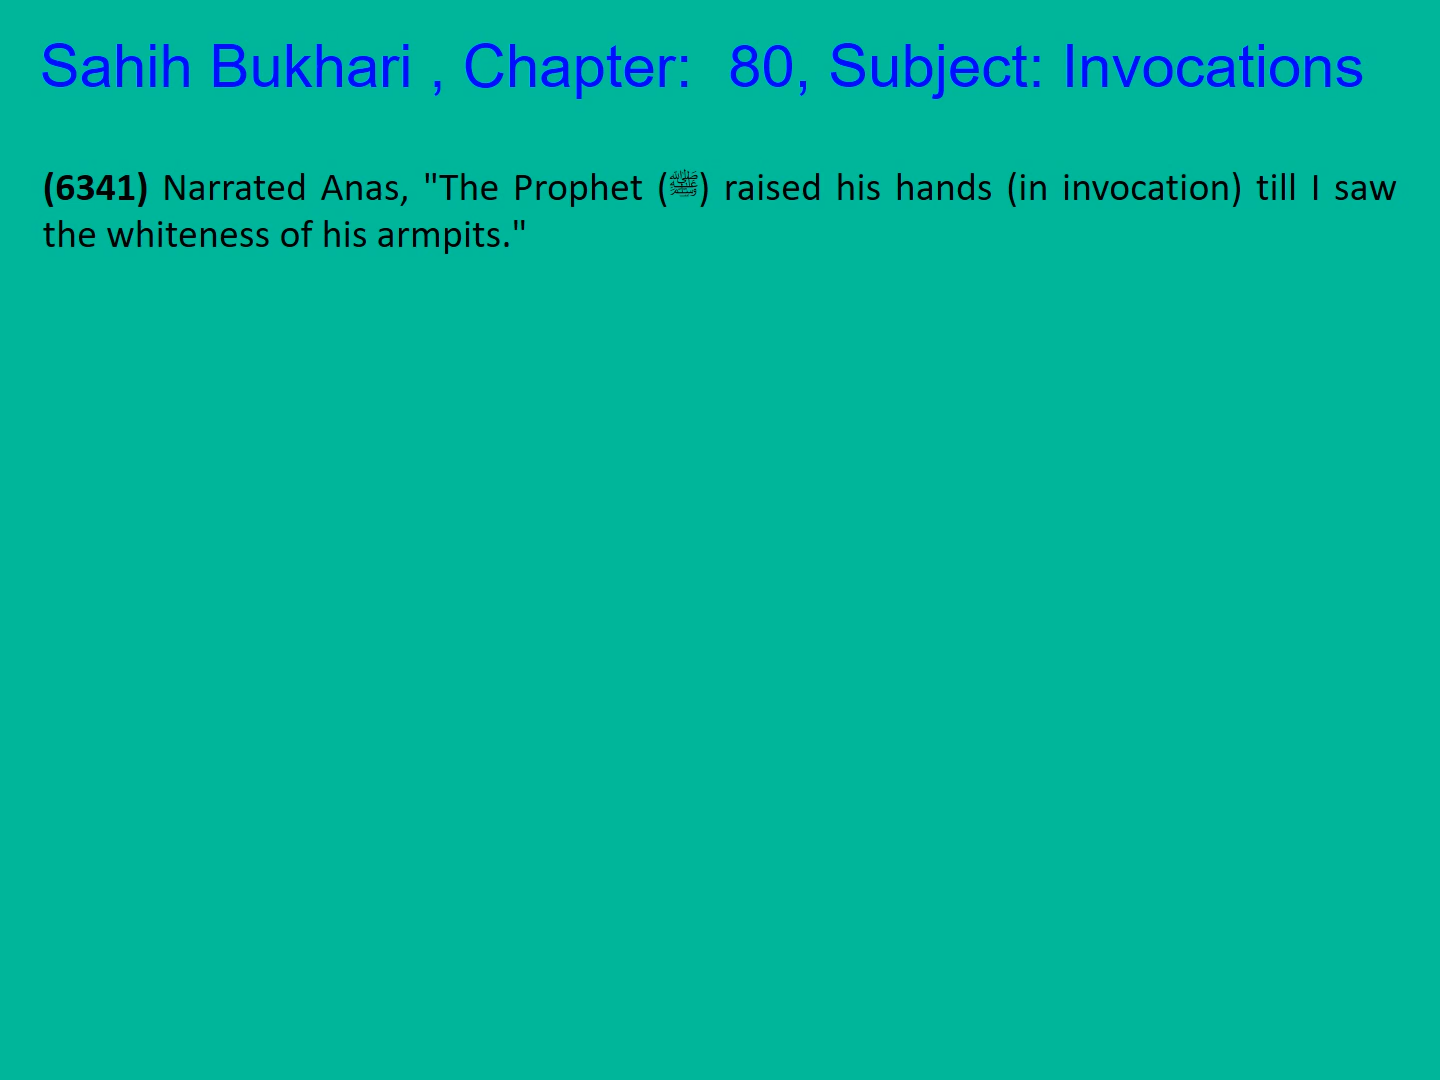 Sahih Bukhari , Chapter:  80, Subject: Invocations
(6341) Narrated Anas, "The Prophet (ﷺ) raised his hands (in invocation) till I saw
the whiteness of his armpits."